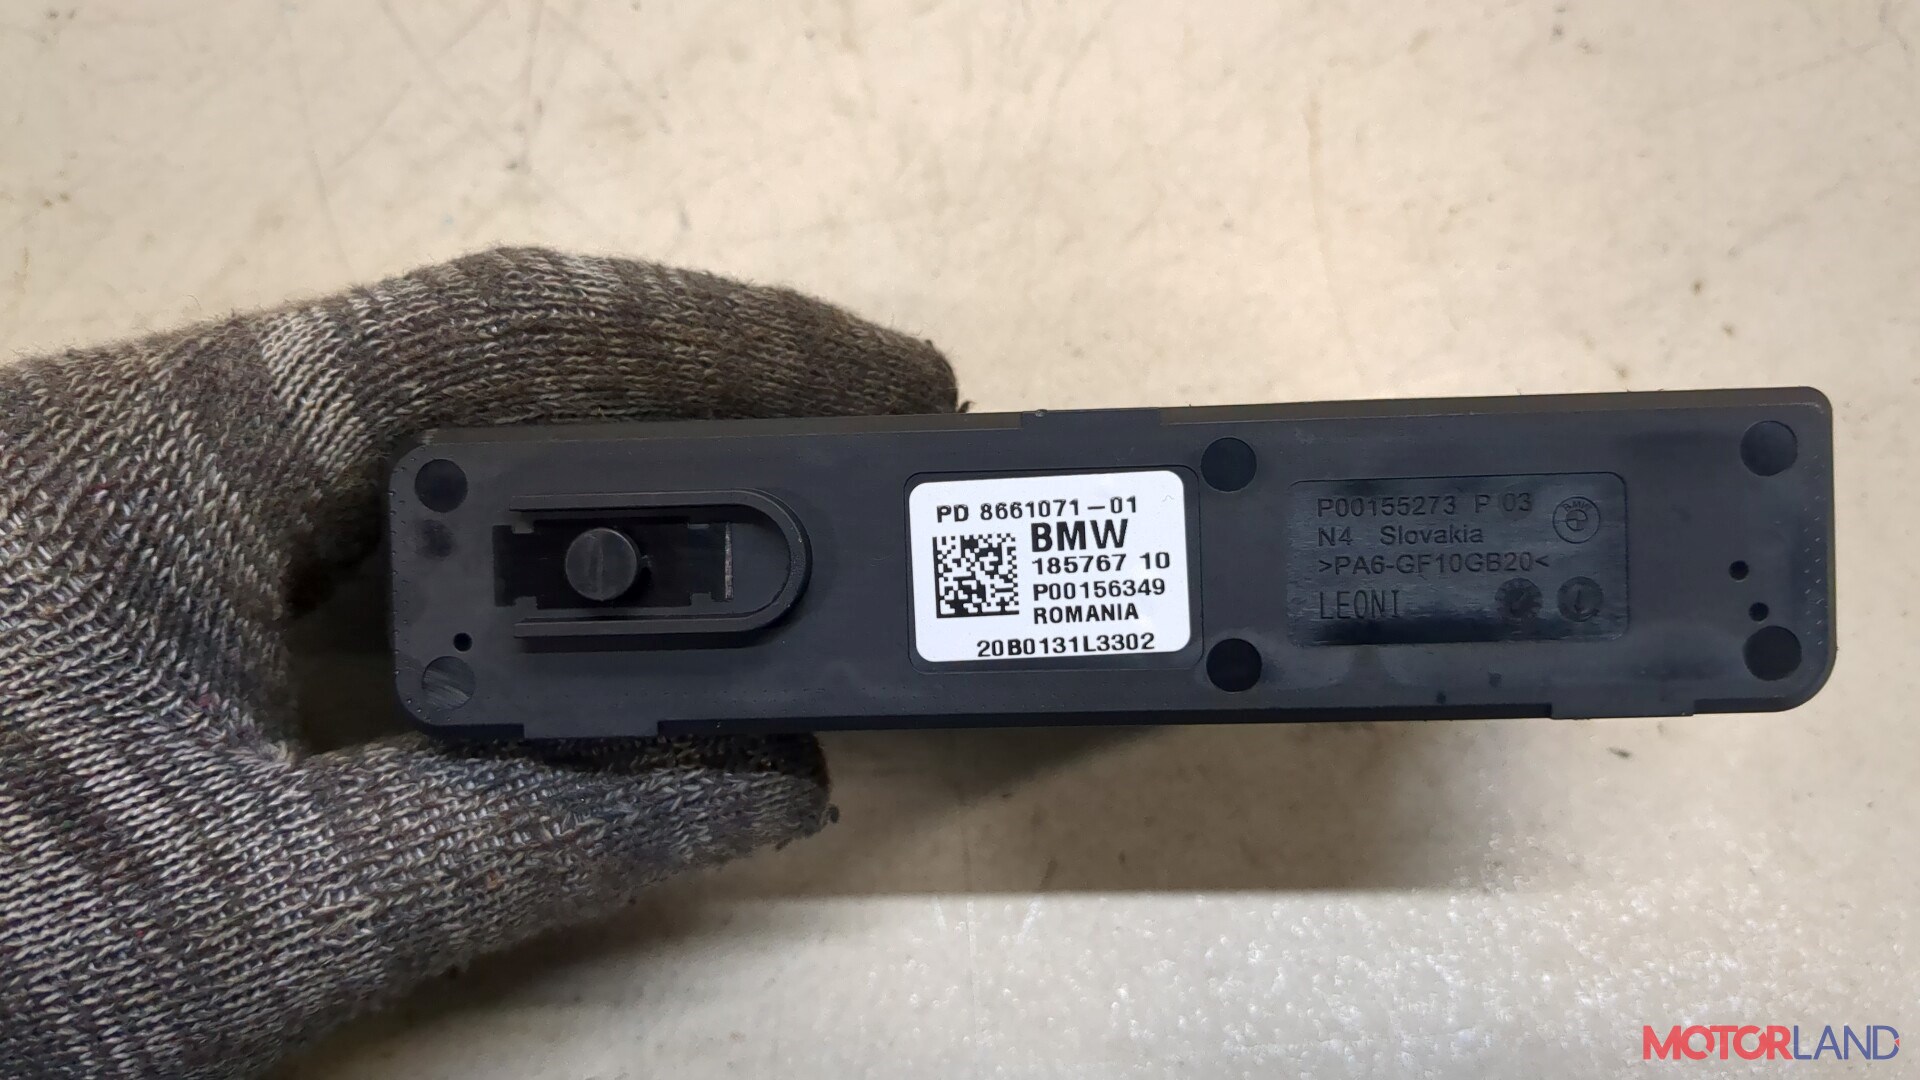 PD 8661071-01
BMW
185767 10
P00156349
ROMANIA
20B0131L3302
P00155273 P 03
N4 Slovakia
>PA6-GF10GB20<
LEONI
MOTORLAND